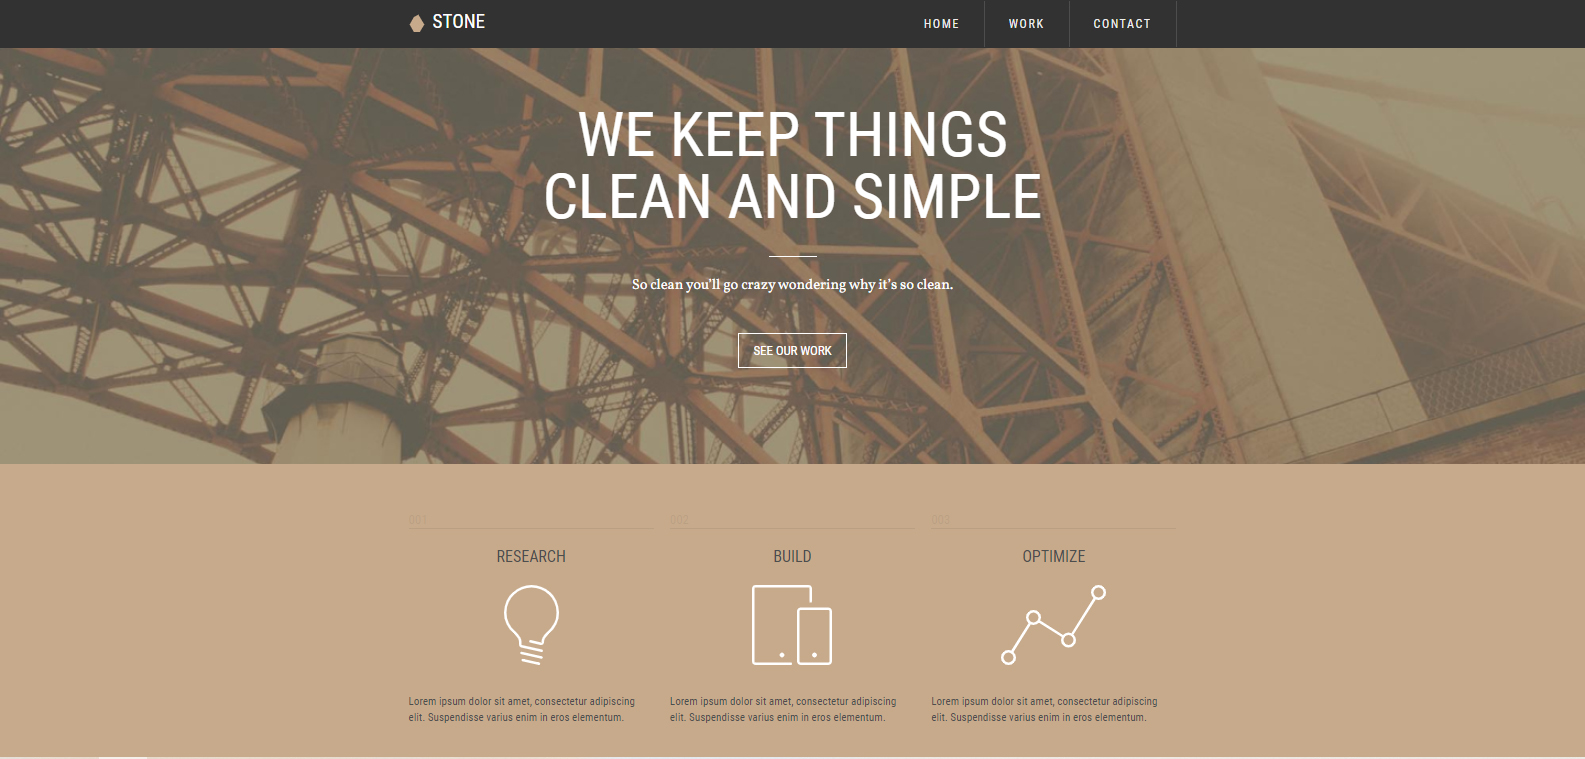 STONE
HOME WORK CONTACT
WE KEEP THINGS
CLEAN AND SIMPLE
So clean you'll go crazy wondering why it's so clean.
SEE OUR WORK
001 002 003
RESEARCH BUILD OPTIMIZE
Lorem ipsum dolor sit amet, consectetur adipiscing
elit. Suspendisse varius enim in eros elementum.
Lorem ipsum dolor sit amet, consectetur adipiscing
elit. Suspendisse varius enim in eros elementum.
Lorem ipsum dolor sit amet, consectetur adipiscing
elit. Suspendisse varius enim in eros elementum.